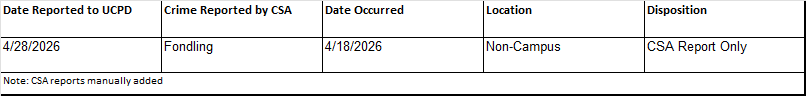 Date Reported to UCPD Crime Reported by CSA Date Occurred Location Disposition
4/28/2026 Fondling 4/18/2026 Non-Campus CSA Report Only
Note: CSA reports manually added